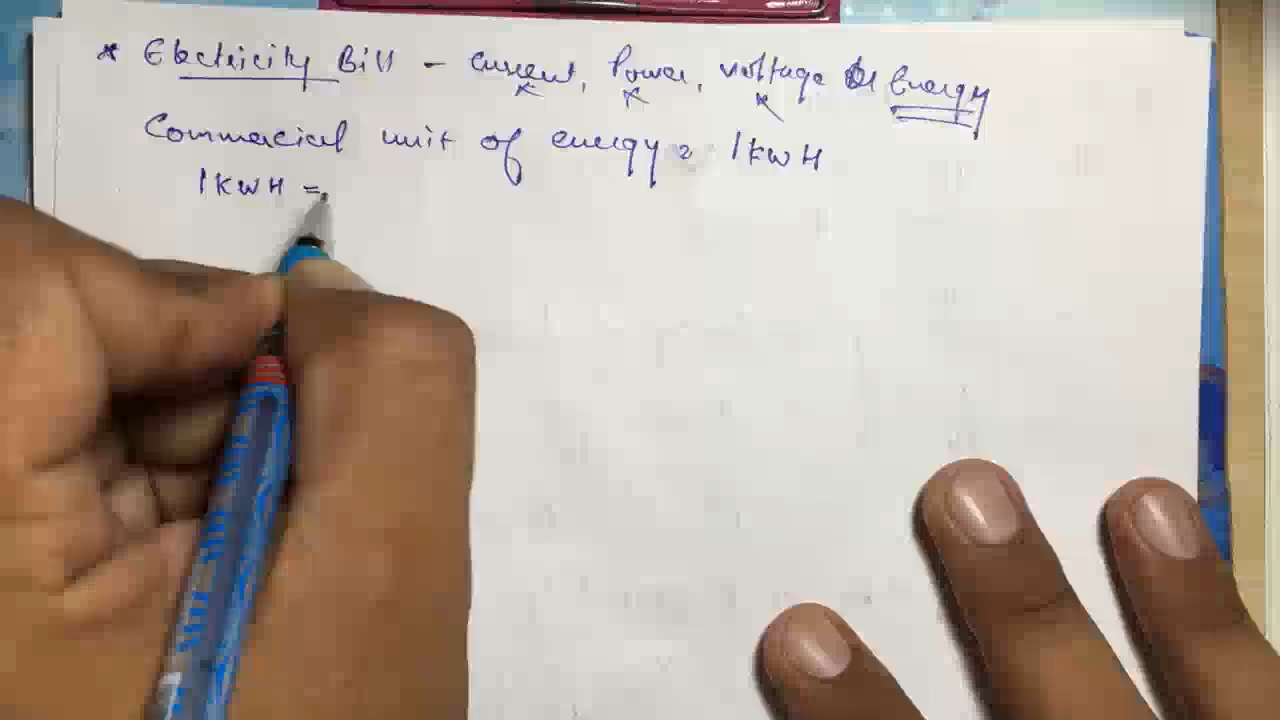 * Electricity Bill - Current, Power, voltage or Energy
Commercial unit of energy = 1kwH
1KWH =